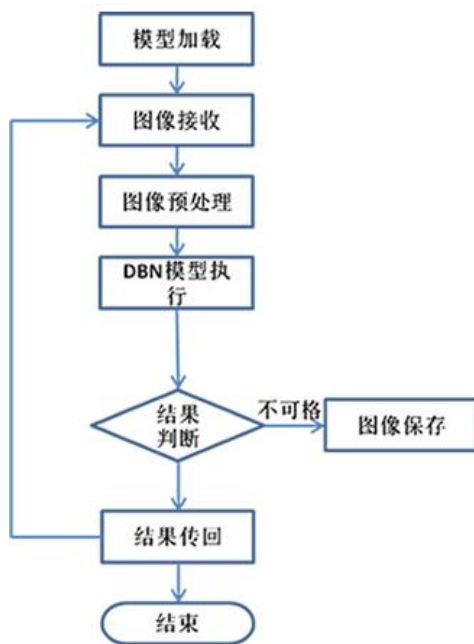 模型加载
图像接收
图像预处理
DBN模型执
行
结果
判断
不可格
图像保存
结果传回
结束